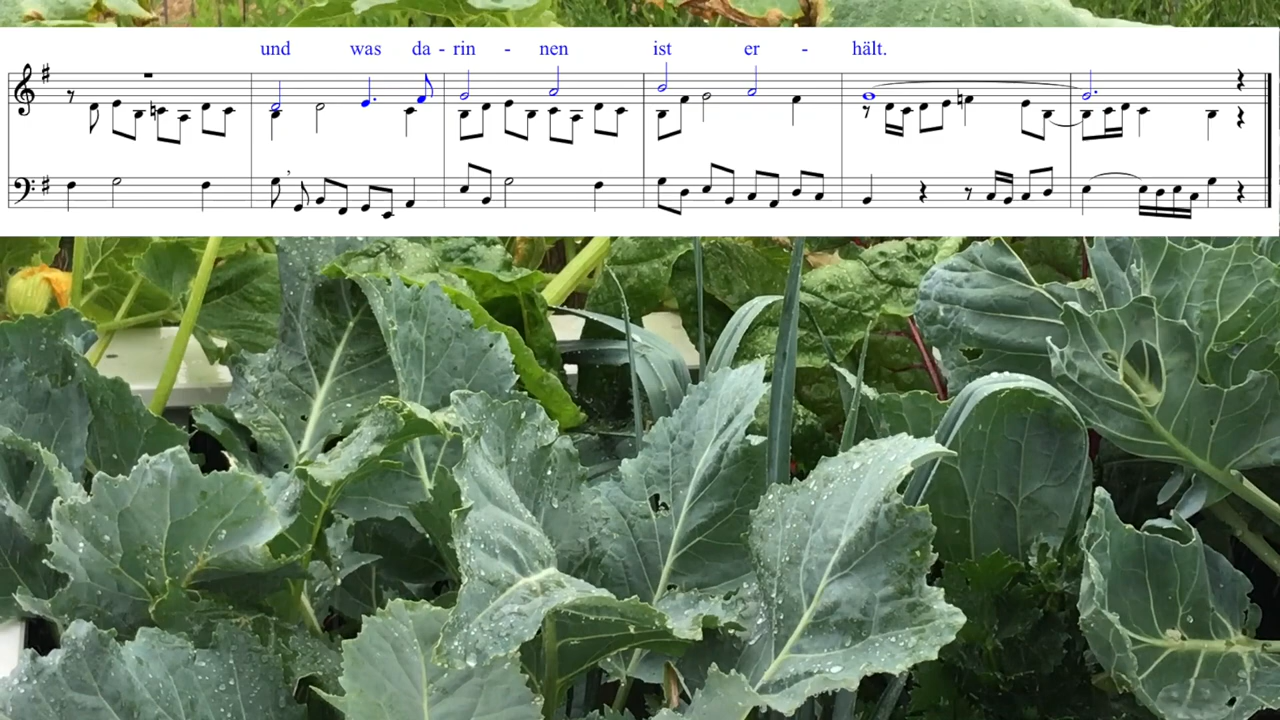 und was da - rin - nen ist er - hält.